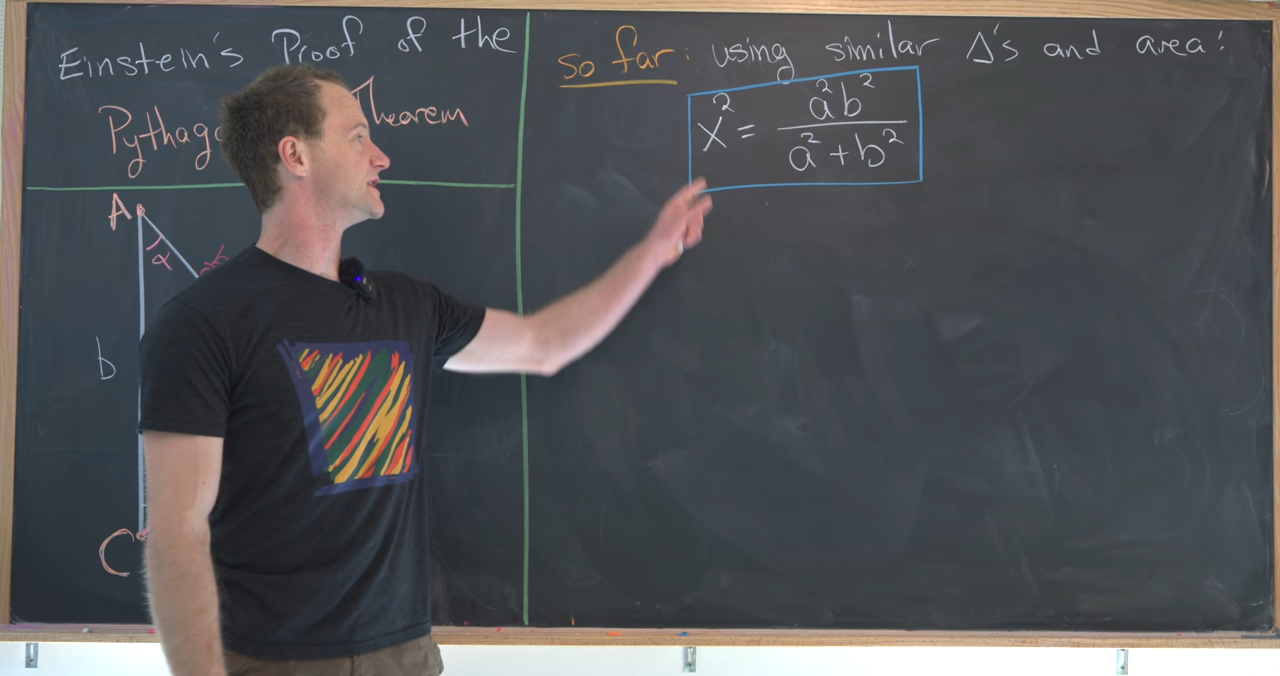 Einstein's Proof of the
Theorem
A
α
b
C
so far: using similar Δ's and area:
x² = a²b² / a² + b²